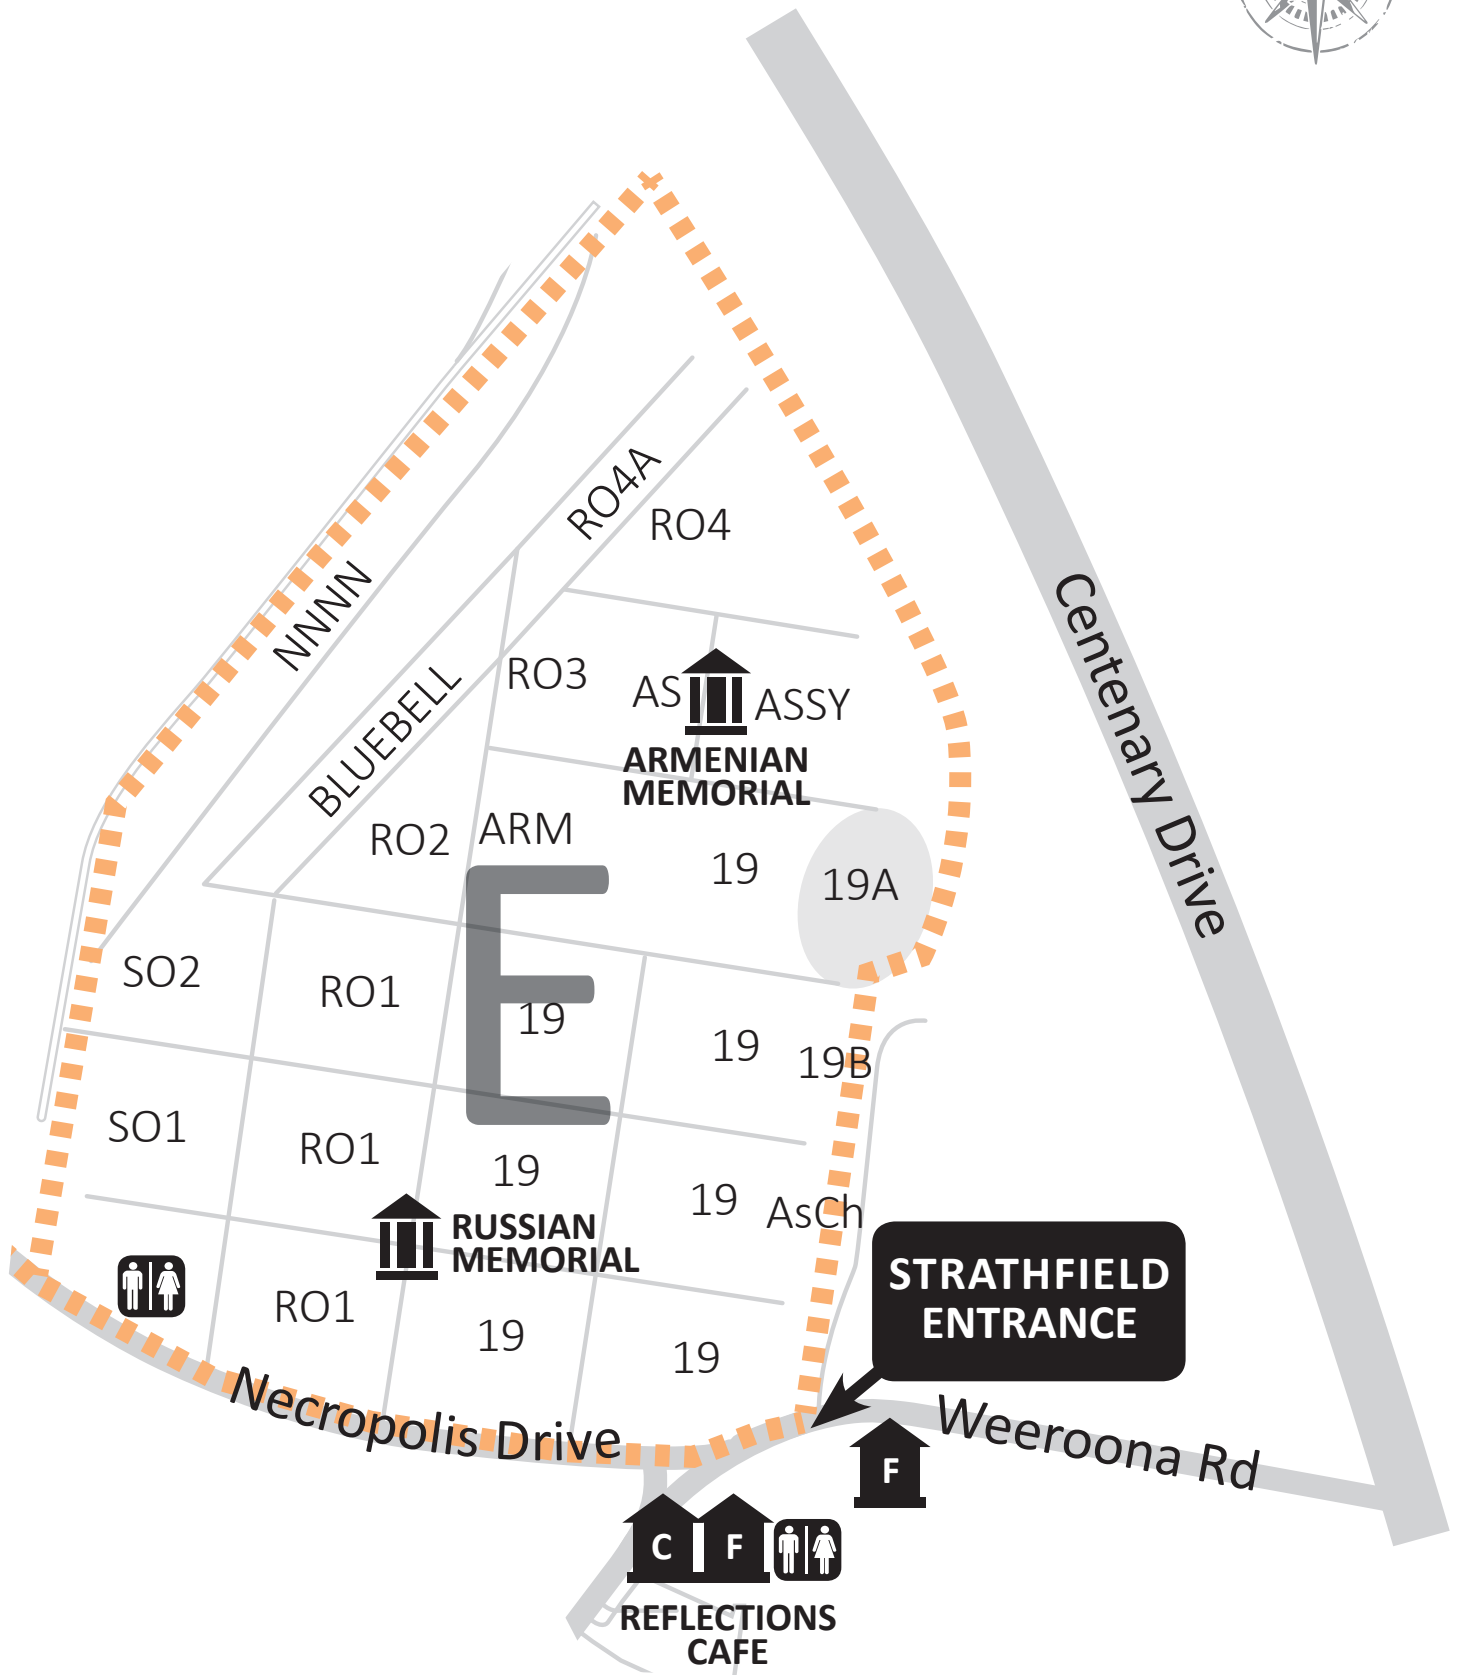 RO4A
RO4
NNNN
Centenary Drive
RO3
AS
ASSY
BLUEBELL
ARMENIAN
MEMORIAL
RO2
ARM
19
19A
E
SO2
RO1
19
19
19B
SO1
RO1
19
19
AsCh
RUSSIAN
MEMORIAL
STRATHFIELD
ENTRANCE
RO1
19
19
Necropolis Drive
Weeroona Rd
F
C
F
REFLECTIONS
CAFE